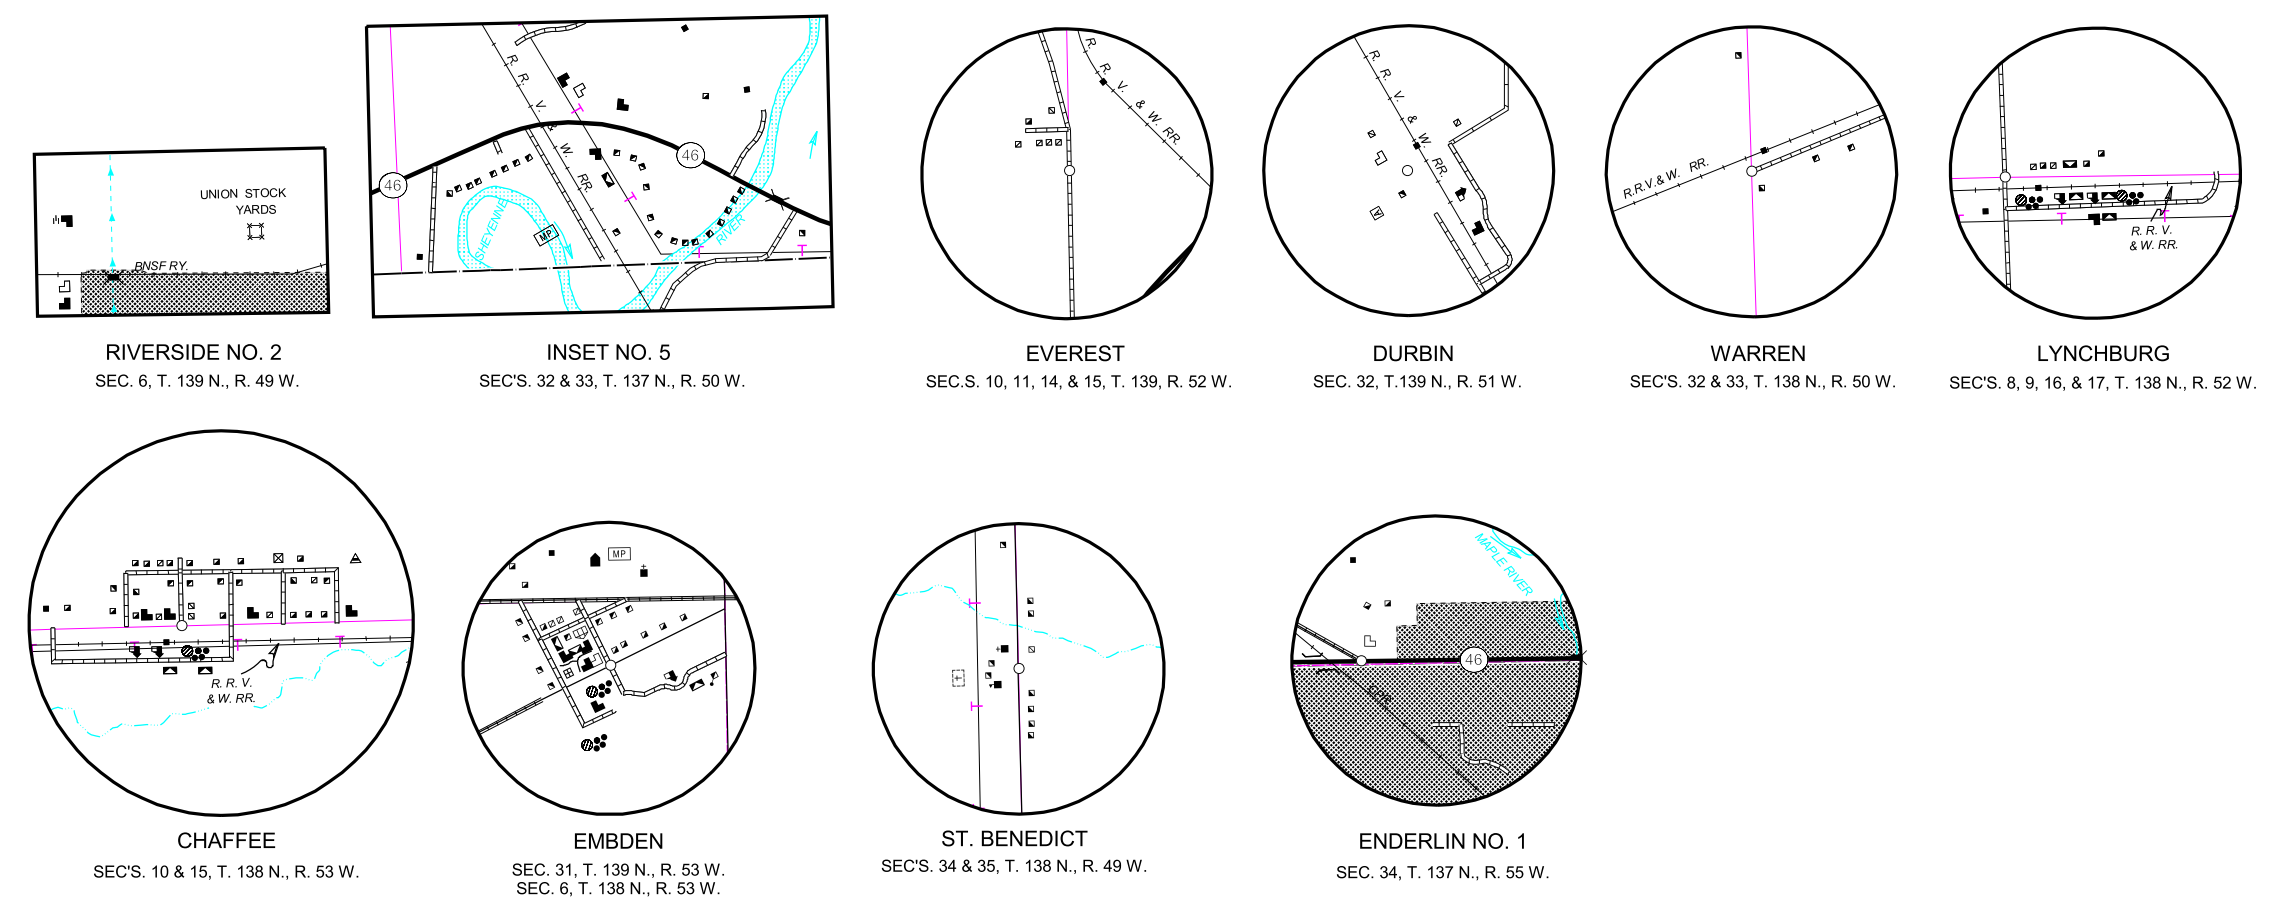 UNION STOCK
YARDS
BNSF RY.
RIVERSIDE NO. 2
SEC. 6, T. 139 N., R. 49 W.
R. R. V. & W. RR.
46
46
SHEYENNE
RIVER
MP
INSET NO. 5
SEC'S. 32 & 33, T. 137 N., R. 50 W.
R. R. V. & W. RR.
EVEREST
SEC.S. 10, 11, 14, & 15, T. 139, R. 52 W.
R. R. V. & W. RR.
A
DURBIN
SEC. 32, T.139 N., R. 51 W.
R.R.V.& W. RR.
WARREN
SEC'S. 32 & 33, T. 138 N., R. 50 W.
R. R. V.
& W. RR.
LYNCHBURG
SEC'S. 8, 9, 16, & 17, T. 138 N., R. 52 W.
R. R. V.
& W. RR.
CHAFFEE
SEC'S. 10 & 15, T. 138 N., R. 53 W.
MP
EMBDEN
SEC. 31, T. 139 N., R. 53 W.
SEC. 6, T. 138 N., R. 53 W.
ST. BENEDICT
SEC'S. 34 & 35, T. 138 N., R. 49 W.
MAPLE RIVER
46
ENDERLIN NO. 1
SEC. 34, T. 137 N., R. 55 W.